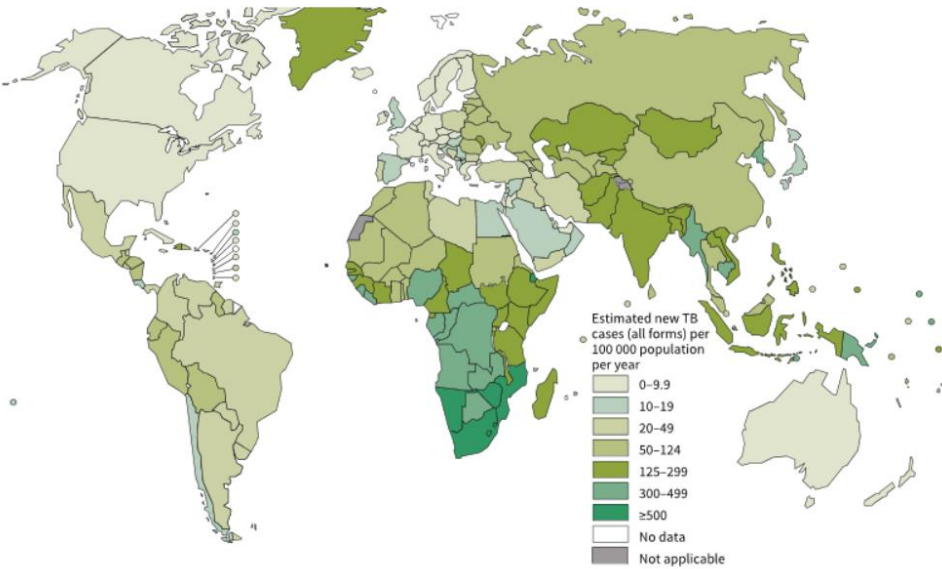 Estimated new TB
cases (all forms) per
100 000 population
per year
0–9.9
10–19
20–49
50–124
125–299
300–499
≥500
No data
Not applicable